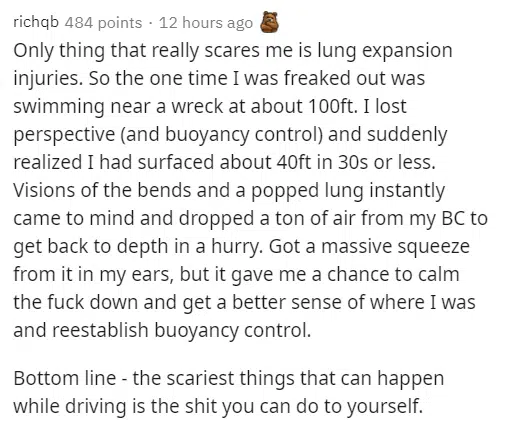 richqb 484 points · 12 hours ago
Only thing that really scares me is lung expansion
injuries. So the one time I was freaked out was
swimming near a wreck at about 100ft. I lost
perspective (and buoyancy control) and suddenly
realized I had surfaced about 40ft in 30s or less.
Visions of the bends and a popped lung instantly
came to mind and dropped a ton of air from my BC to
get back to depth in a hurry. Got a massive squeeze
from it in my ears, but it gave me a chance to calm
the fuck down and get a better sense of where I was
and reestablish buoyancy control.
Bottom line - the scariest things that can happen
while driving is the shit you can do to yourself.